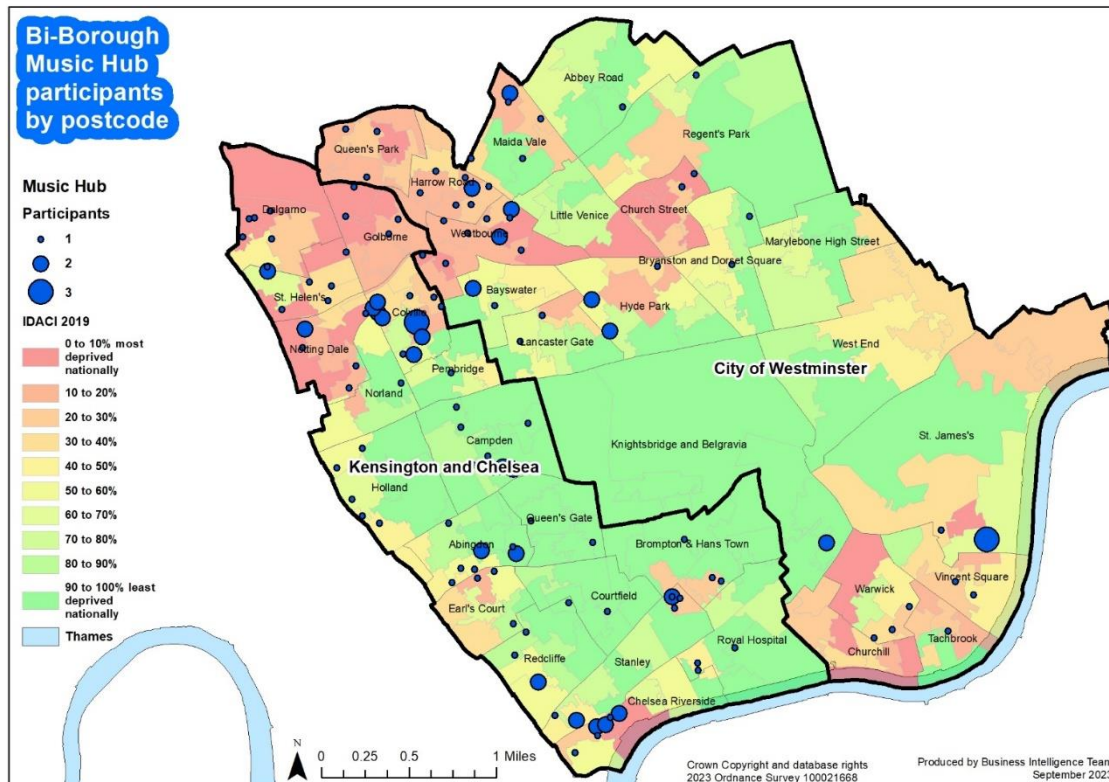 Bi-Borough
Music Hub
participants
by postcode
Music Hub
Participants
1
2
3
IDACI 2019
0 to 10% most
deprived
nationally
10 to 20%
20 to 30%
30 to 40%
40 to 50%
50 to 60%
60 to 70%
70 to 80%
80 to 90%
90 to 100% least
deprived
nationally
Thames
Abbey Road
Regent's Park
Queen's Park
Maida Vale
Harrow Road
Dalgarno
Little Venice
Church Street
Golborne
Westbourne
Marylebone High Street
Bryanston and Dorset Square
St. Helen's
Bayswater
Hyde Park
Colville
Notting Dale
Lancaster Gate
West End
Pembridge
City of Westminster
Norland
Campden
Knightsbridge and Belgravia
St. James's
Kensington and Chelsea
Holland
Queen's Gate
Abingdon
Brompton & Hans Town
Courtfield
Warwick
Vincent Square
Earl's Court
Royal Hospital
Tachbrook
Churchill
Redcliffe
Stanley
Chelsea Riverside
N
0 0.25 0.5 1 Miles
Crown Copyright and database rights
2023 Ordnance Survey 100021668
Produced by Business Intelligence Team